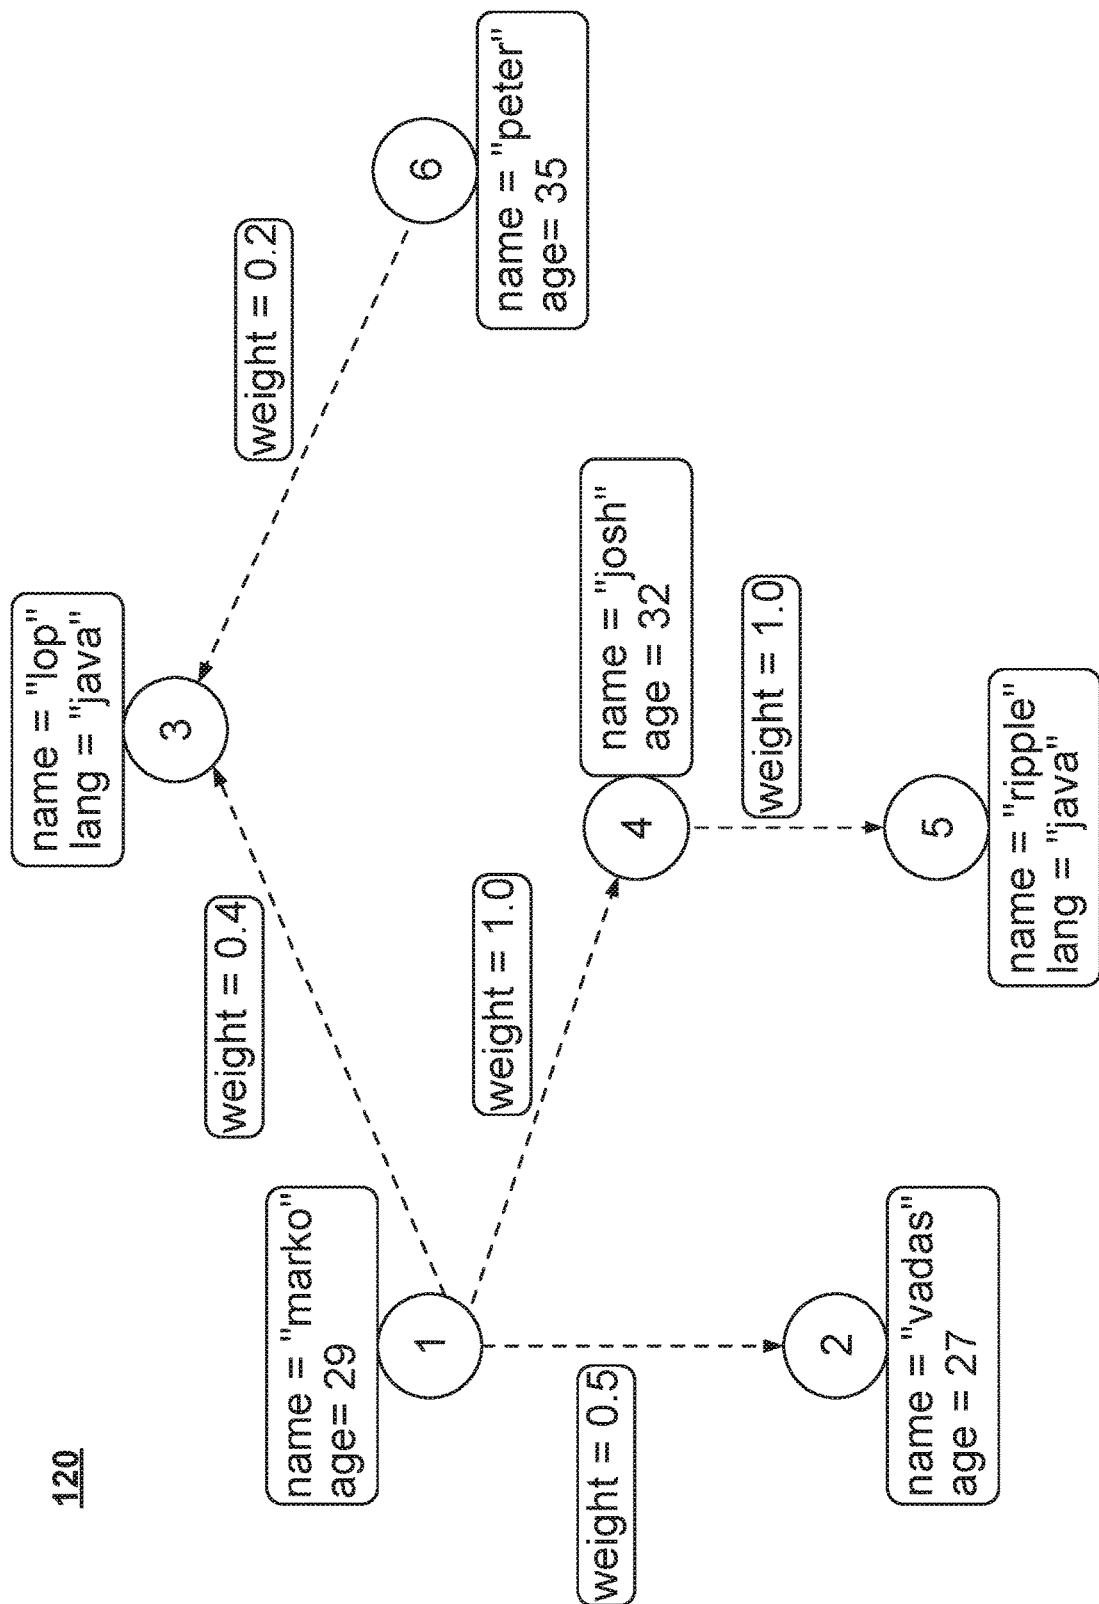 120
name = "marko"
age= 29
1
weight = 0.5
2
name = "vadas"
age = 27
weight = 0.4
weight = 1.0
name = "lop"
lang = "java"
3
4
name = "josh"
age = 32
weight = 1.0
5
name = "ripple"
lang = "java"
weight = 0.2
6
name = "peter"
age= 35